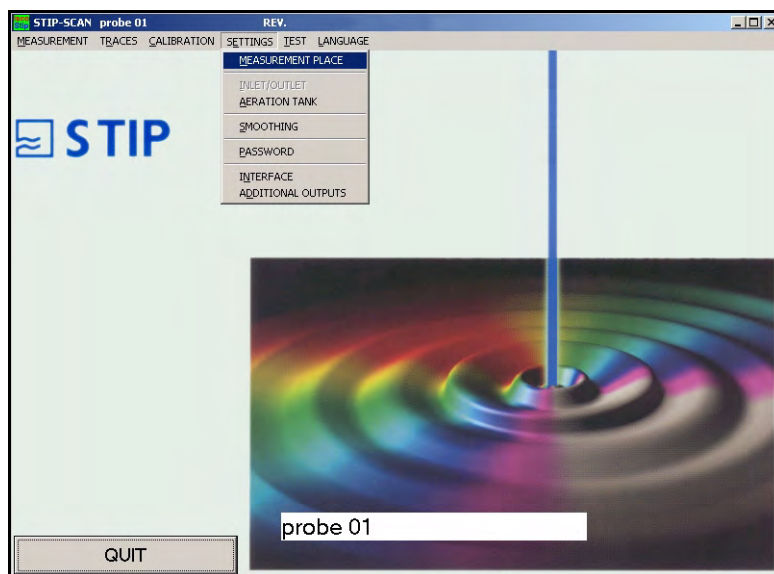 STIP-SCAN probe 01 REV.
MEASUREMENT TRACES CALIBRATION SETTINGS TEST LANGUAGE
MEASUREMENT PLACE
INLET/OUTLET
AERATION TANK
SMOOTHING
PASSWORD
INTERFACE
ADDITIONAL OUTPUTS
STIP
probe 01
QUIT